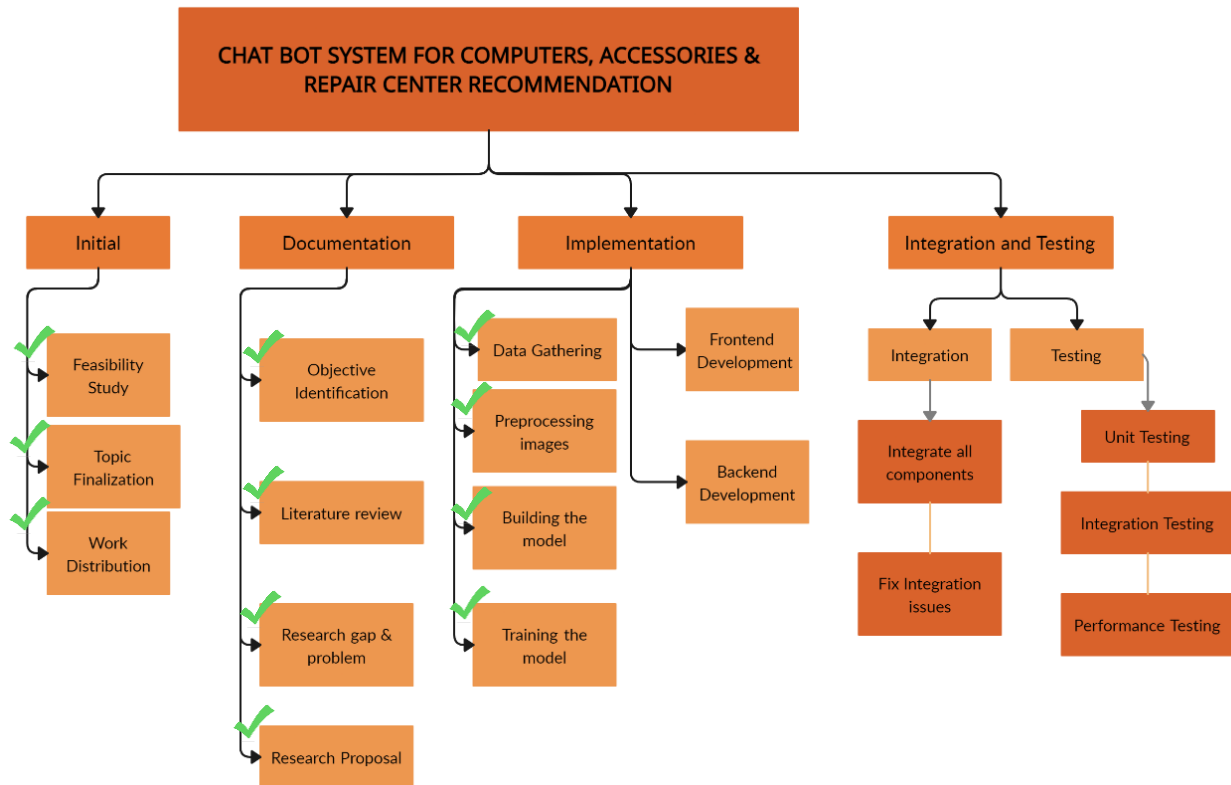 CHAT BOT SYSTEM FOR COMPUTERS, ACCESSORIES &
REPAIR CENTER RECOMMENDATION
Initial
Documentation
Implementation
Integration and Testing
Feasibility
Study
Topic
Finalization
Work
Distribution
Objective
Identification
Literature review
Research gap &
problem
Research Proposal
Data Gathering
Preprocessing
images
Building the
model
Training the
model
Frontend
Development
Backend
Development
Integration
Integrate all
components
Fix Integration
issues
Testing
Unit Testing
Integration Testing
Performance Testing